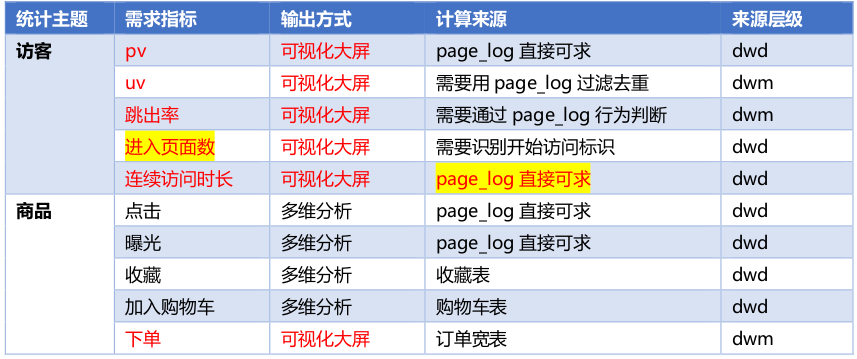 统计主题 需求指标 输出方式 计算来源 来源层级
访客 pv 可视化大屏 page_log 直接可求 dwd
uv 可视化大屏 需要用 page_log 过滤去重 dwm
跳出率 可视化大屏 需要通过 page_log 行为判断 dwm
进入页面数 可视化大屏 需要识别开始访问标识 dwd
连续访问时长 可视化大屏 page_log 直接可求 dwd
商品 点击 多维分析 page_log 直接可求 dwd
曝光 多维分析 page_log 直接可求 dwd
收藏 多维分析 收藏表 dwd
加入购物车 多维分析 购物车表 dwd
下单 可视化大屏 订单宽表 dwm